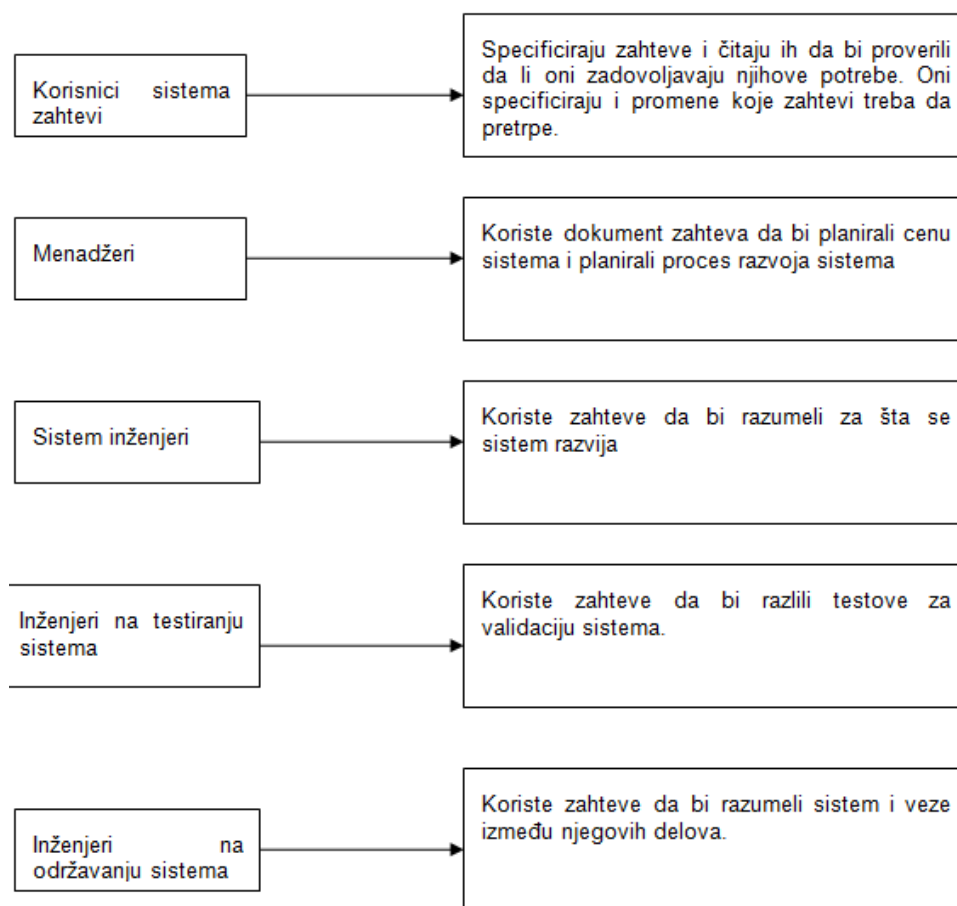 Korisnici sistema
zahtevi
Specificiraju zahteve i čitaju ih da bi proverili
da li oni zadovoljavaju njihove potrebe. Oni
specificiraju i promene koje zahtevi treba da
pretrpe.
Menadžeri
Koriste dokument zahteva da bi planirali cenu
sistema i planirali proces razvoja sistema
Sistem inženjeri
Koriste zahteve da bi razumeli za šta se
sistem razvija
Inženjeri na testiranju
sistema
Koriste zahteve da bi razlili testove za
validaciju sistema.
Inženjeri na
održavanju sistema
Koriste zahteve da bi razumeli sistem i veze
između njegovih delova.